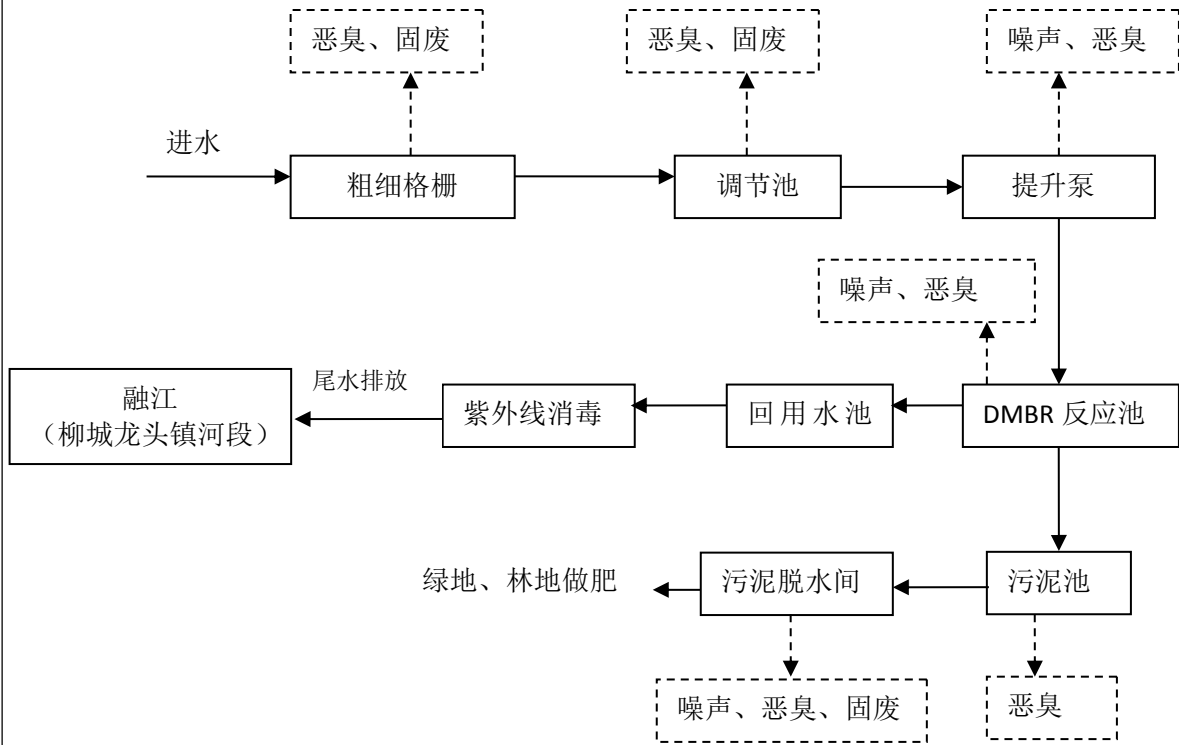 恶臭、固废
恶臭、固废
噪声、恶臭
进水
粗细格栅
调节池
提升泵
噪声、恶臭
融江
（柳城龙头镇河段）
尾水排放
紫外线消毒
回用水池
DMBR 反应池
绿地、林地做肥
污泥脱水间
污泥池
噪声、恶臭、固废
恶臭